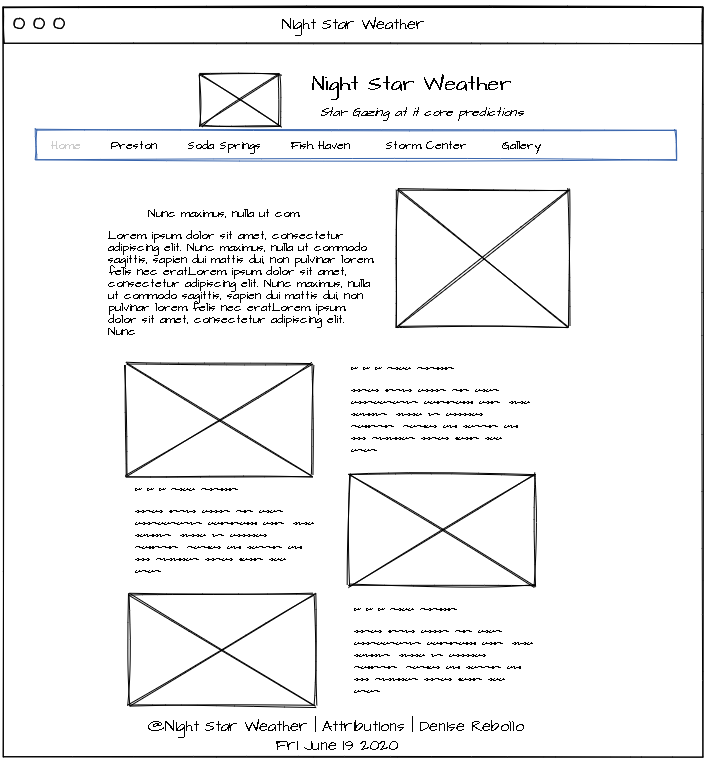 Night Star Weather
Night Star Weather
Star Gazing at it core predictions
Home Preston Soda Springs Fish Haven Storm Center Gallery
Nunc maximus, nulla ut com
Lorem ipsum dolor sit amet, consectetur
adipiscing elit. Nunc maximus, nulla ut commodo
sagittis, sapien dui mattis dui, non pulvinar lorem
felis nec erat.Lorem ipsum dolor sit amet,
consectetur adipiscing elit. Nunc maximus, nulla
ut commodo sagittis, sapien dui mattis dui, non
pulvinar lorem felis nec erat.Lorem ipsum
dolor sit amet, consectetur adipiscing elit.
Nunc
@Night Star Weather | Attributions | Denise Rebollo
Fri June 19 2020